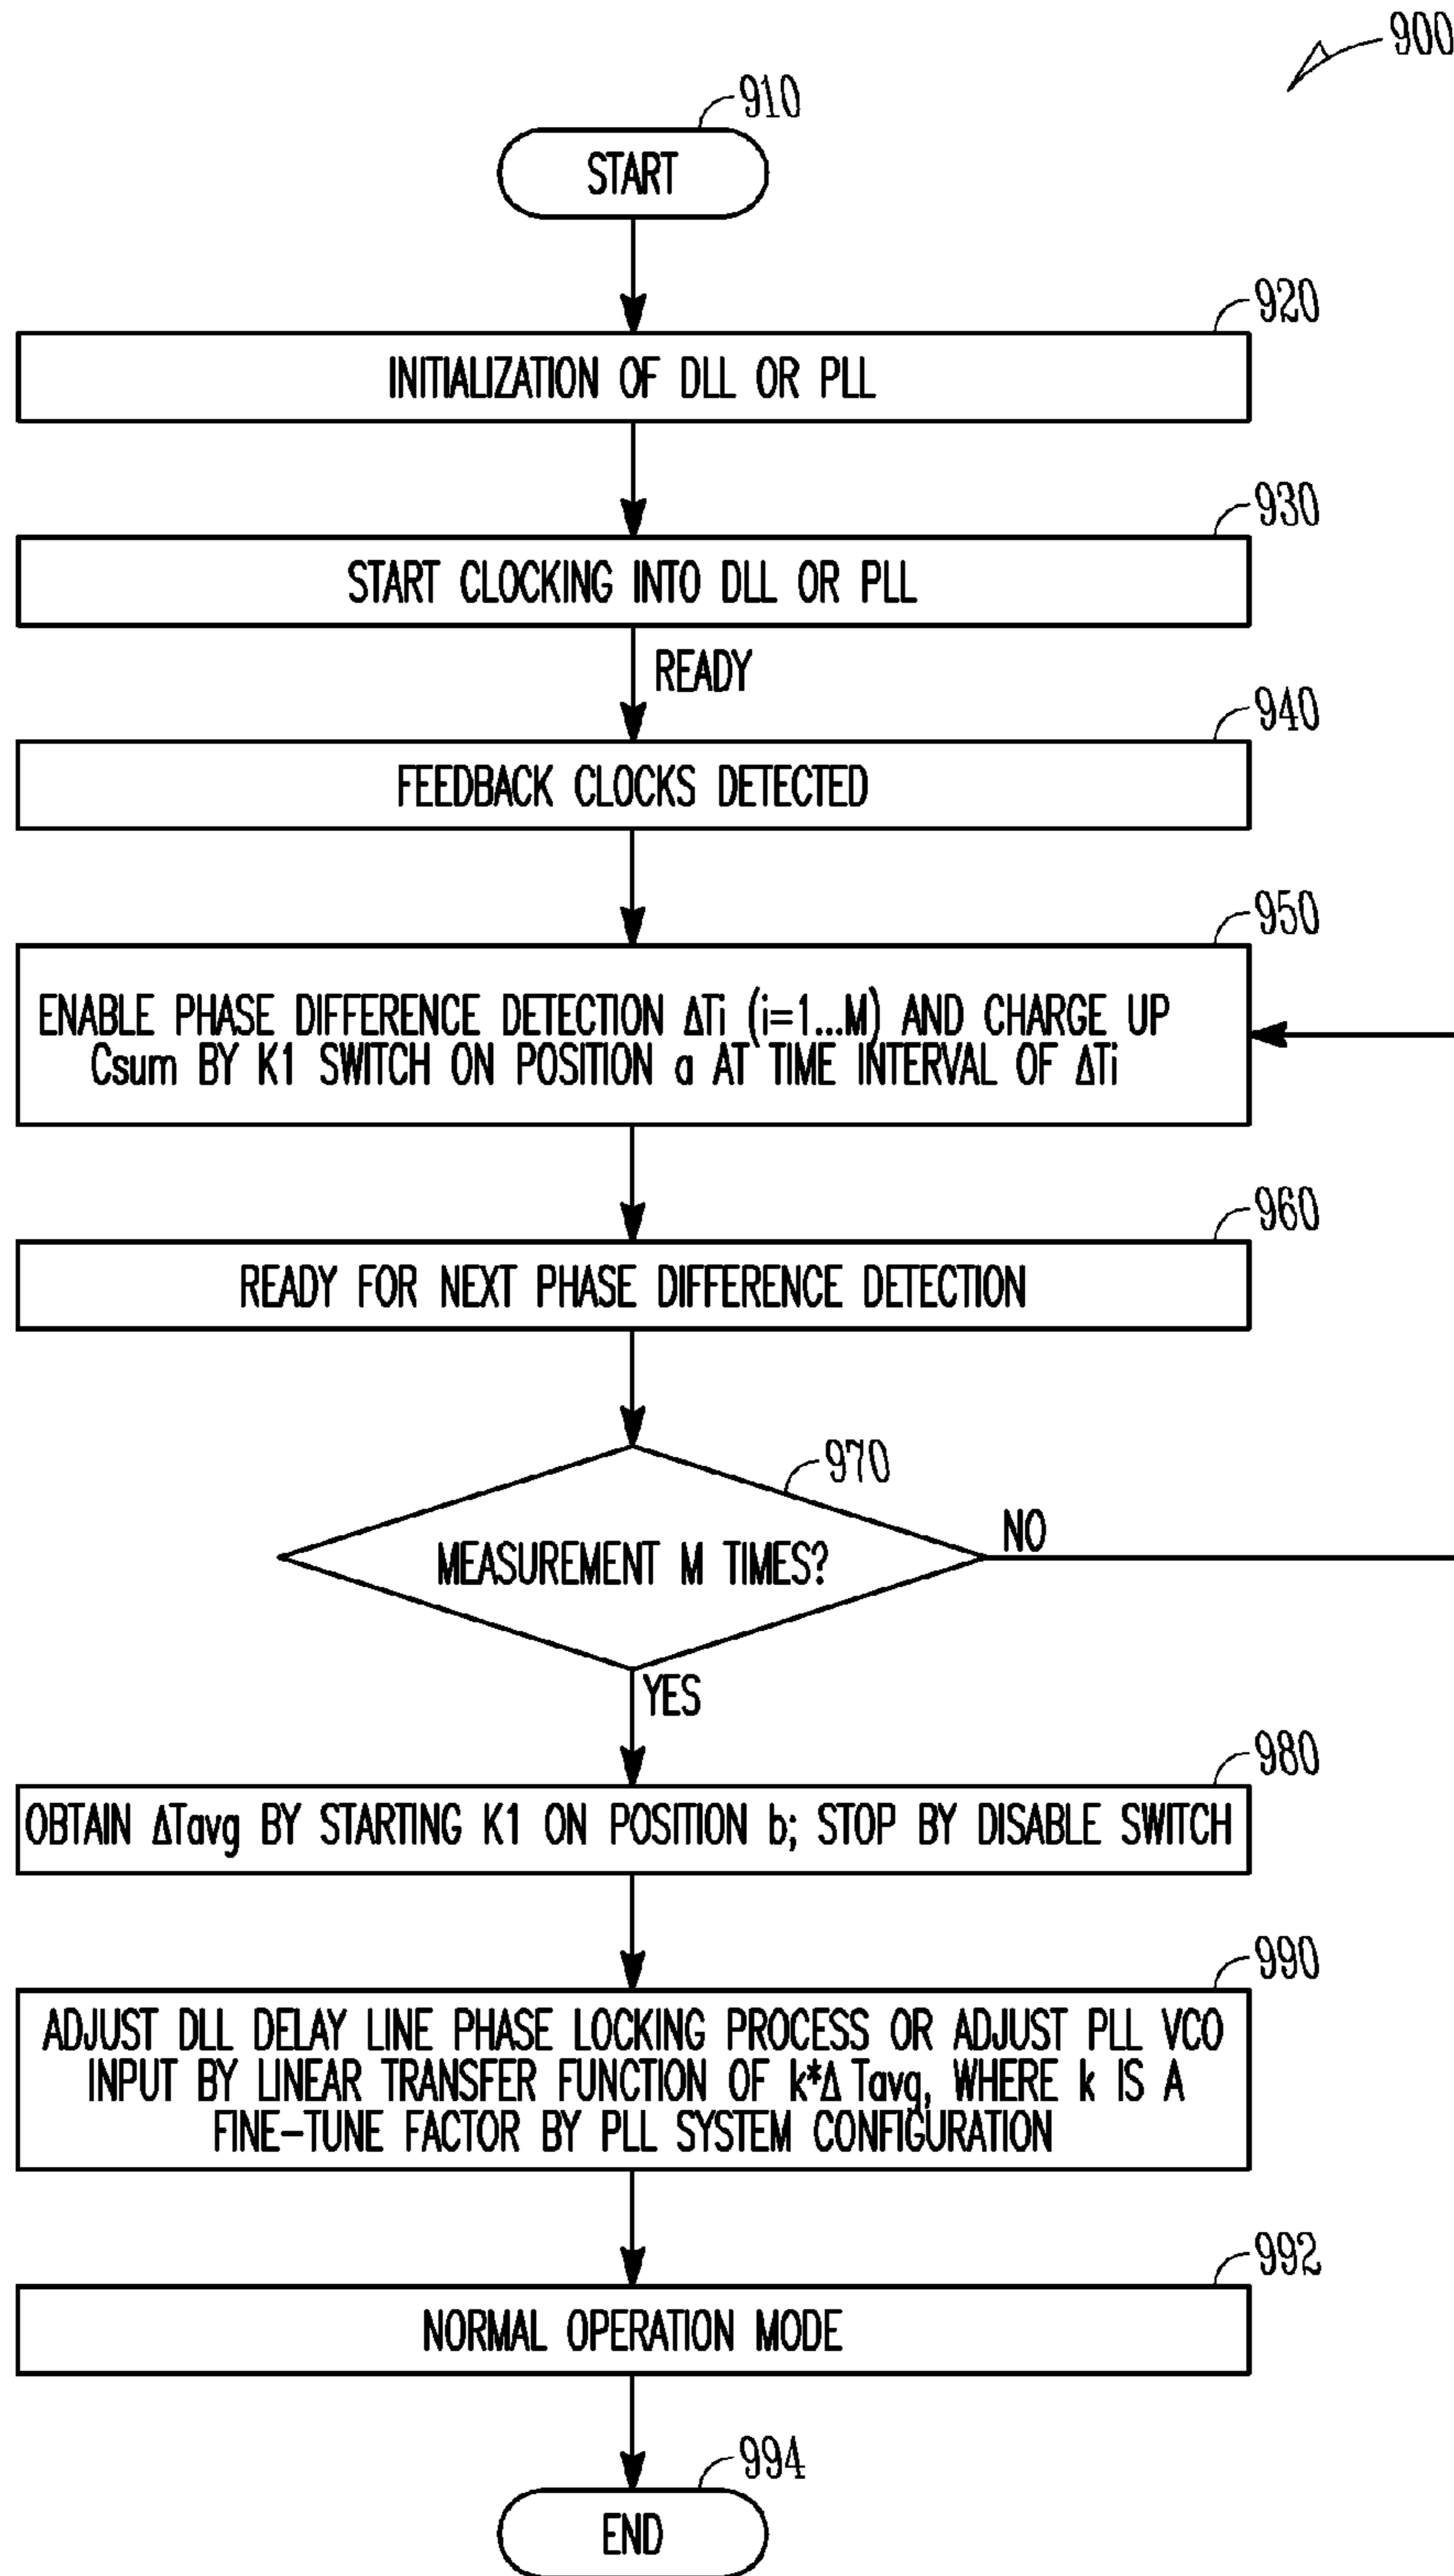 900
910
START
920
INITIALIZATION OF DLL OR PLL
930
START CLOCKING INTO DLL OR PLL
READY
940
FEEDBACK CLOCKS DETECTED
950
ENABLE PHASE DIFFERENCE DETECTION ΔTi (i=1...M) AND CHARGE UP
Csum BY K1 SWITCH ON POSITION a AT TIME INTERVAL OF ΔTi
960
READY FOR NEXT PHASE DIFFERENCE DETECTION
970
MEASUREMENT M TIMES?
NO
YES
980
OBTAIN ΔTavg BY STARTING K1 ON POSITION b; STOP BY DISABLE SWITCH
990
ADJUST DLL DELAY LINE PHASE LOCKING PROCESS OR ADJUST PLL VCO
INPUT BY LINEAR TRANSFER FUNCTION OF k*Δ Tavg, WHERE k IS A
FINE-TUNE FACTOR BY PLL SYSTEM CONFIGURATION
992
NORMAL OPERATION MODE
994
END